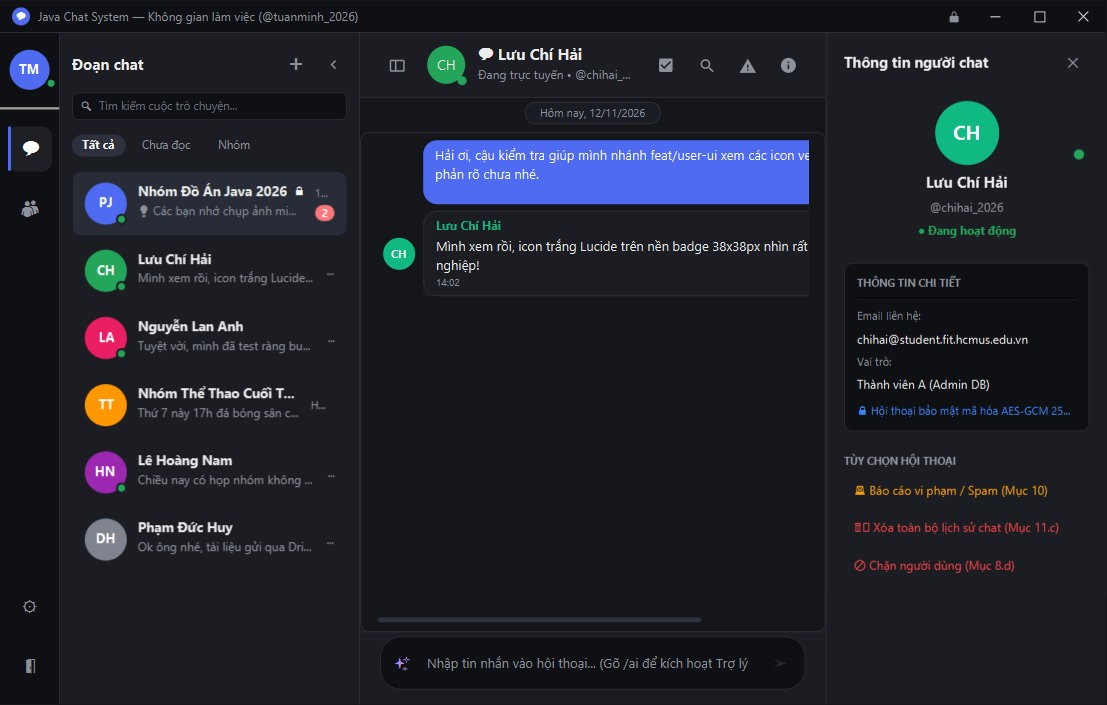 Java Chat System — Không gian làm việc (@tuanminh_2026)
TM
Đoạn chat
Tìm kiếm cuộc trò chuyện...
Tất cả
Chưa đọc
Nhóm
PJ
Nhóm Đồ Án Java 2026
1...
Các bạn nhớ chụp ảnh mi...
2
CH
Lưu Chí Hải
Mình xem rồi, icon trắng Lucide...
...
LA
Nguyễn Lan Anh
Tuyệt vời, mình đã test ràng bu...
...
TT
Nhóm Thể Thao Cuối T...
Thứ 7 này 17h đá bóng sân c...
H...
HN
Lê Hoàng Nam
Chiều nay có họp nhóm không ...
...
DH
Phạm Đức Huy
Ok ông nhé, tài liệu gửi qua Dri...
...
CH
Lưu Chí Hải
Đang trực tuyến • @chihai_...
Hôm nay, 12/11/2026
Hải ơi, cậu kiểm tra giúp mình nhánh feat/user-ui xem các icon ve
phản rõ chưa nhé.
Lưu Chí Hải
CH
Mình xem rồi, icon trắng Lucide trên nền badge 38x38px nhìn rất
nghiệp!
14:02
Nhập tin nhắn vào hội thoại... (Gõ /ai để kích hoạt Trợ lý
Thông tin người chat
CH
Lưu Chí Hải
@chihai_2026
• Đang hoạt động
THÔNG TIN CHI TIẾT
Email liên hệ:
chihai@student.fit.hcmus.edu.vn
Vai trò:
Thành viên A (Admin DB)
Hội thoại bảo mật mã hóa AES-GCM 25...
TÙY CHỌN HỘI THOẠI
Báo cáo vi phạm / Spam (Mục 10)
Xóa toàn bộ lịch sử chat (Mục 11.c)
Chặn người dùng (Mục 8.d)